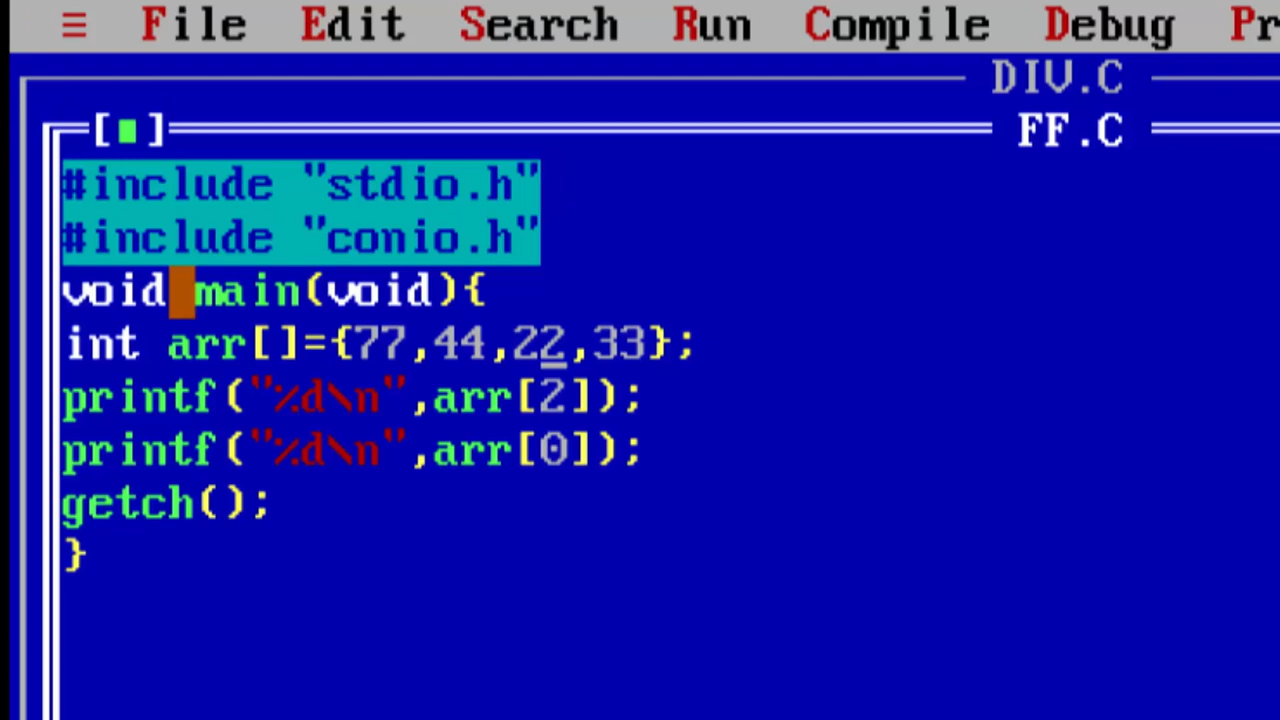 ≡ File Edit Search Run Compile Debug Pr
DIV.C
[■] FF.C
#include "stdio.h"
#include "conio.h"
void main(void){
int arr[]={77,44,22,33};
printf("%d\n",arr[2]);
printf("%d\n",arr[0]);
getch();
}